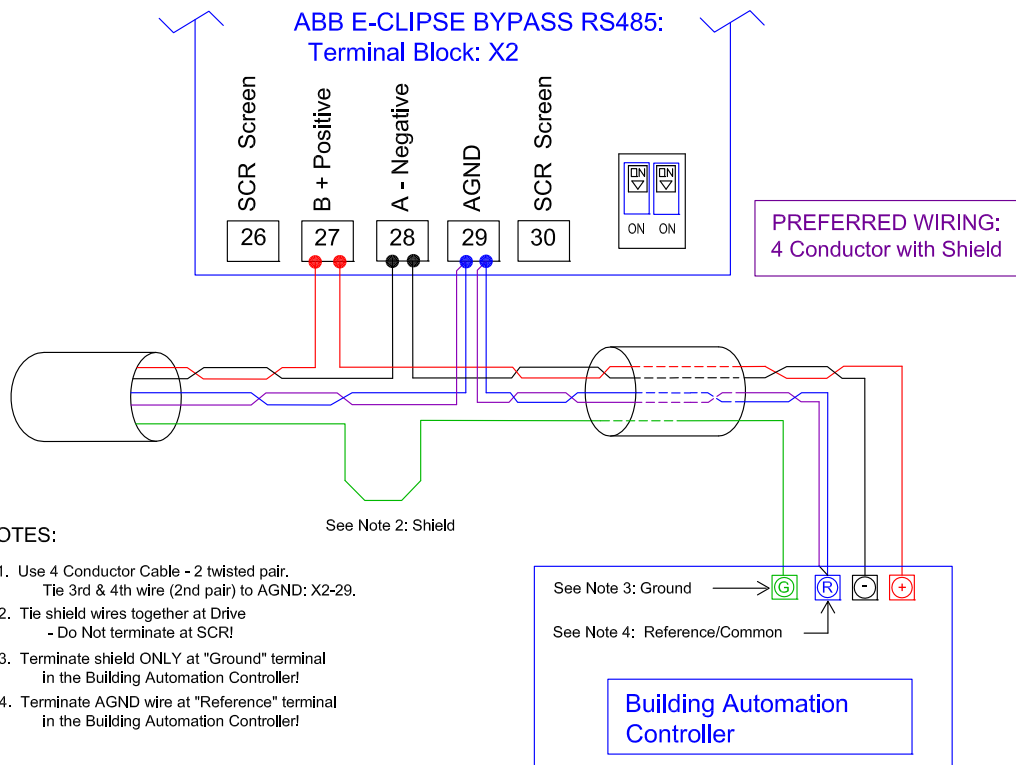 ABB E-CLIPSE BYPASS RS485:
Terminal Block: X2
SCR Screen
B + Positive
A - Negative
AGND
SCR Screen
26
27
28
29
30
ON
ON
ON
ON
PREFERRED WIRING:
4 Conductor with Shield
See Note 2: Shield
OTES:
1. Use 4 Conductor Cable - 2 twisted pair.
Tie 3rd & 4th wire (2nd pair) to AGND: X2-29.
2. Tie shield wires together at Drive
- Do Not terminate at SCR!
3. Terminate shield ONLY at "Ground" terminal
in the Building Automation Controller!
4. Terminate AGND wire at "Reference" terminal
in the Building Automation Controller!
See Note 3: Ground
G
R
-
+
See Note 4: Reference/Common
Building Automation
Controller